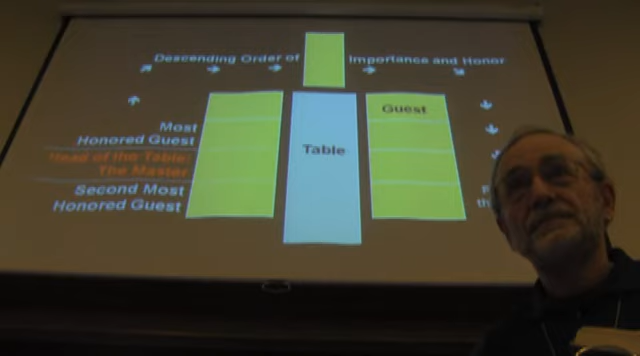 Descending Order of Importance and Honor
Guest
Most
Honored Guest
Table
Head of the Table:
The Master
Second Most
Honored Guest